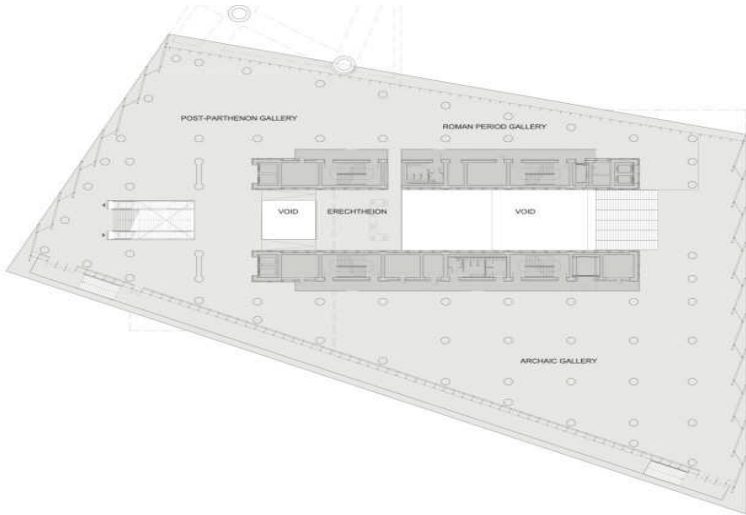 POST-PARTHENON GALLERY
ROMAN PERIOD GALLERY
VOID
ERECHTHEION
VOID
ARCHAIC GALLERY